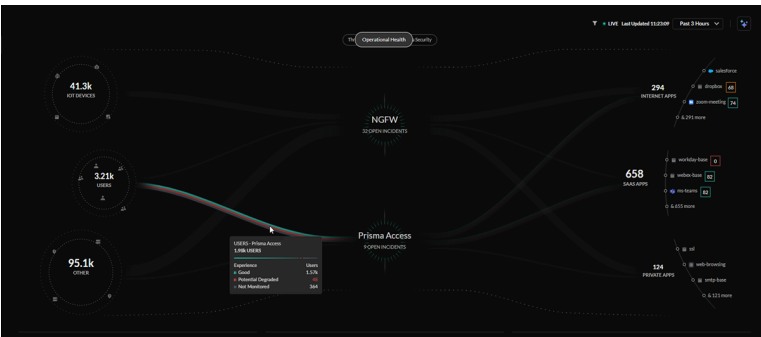 LIVE Last Updated 11:23:09 Past 3 Hours
Operational Health Security
41.3k
IOT DEVICES
3.21k
USERS
95.1k
OTHER
NGFW
32 OPEN INCIDENTS
Prisma Access
9 OPEN INCIDENTS
USERS - Prisma Access
1.98k USERS
Experience Users
Good 1.57k
Potential Degraded
Not Monitored 364
294
INTERNET APPS
salesforce
dropbox 68
zoom-meeting 74
& 291 more
658
SAAS APPS
workday-base 0
webex-base 82
ms-teams 82
& 655 more
124
PRIVATE APPS
ssl
web-browsing
smtp-base
& 121 more